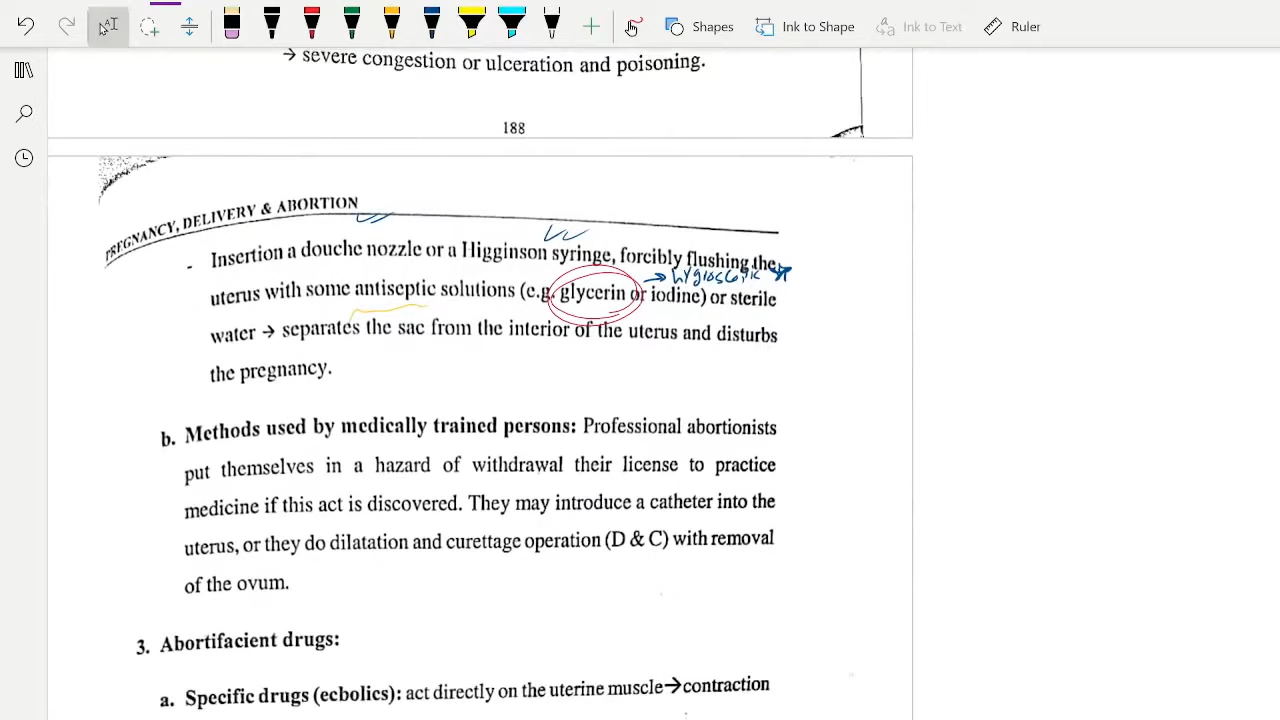 Shapes
Ink to Shape
Ink to Text
Ruler
→ severe congestion or ulceration and poisoning.
188
PREGNANCY, DELIVERY & ABORTION
- Insertion a douche nozzle or a Higginson syringe, forcibly flushing the
→ hygroscopic
uterus with some antiseptic solutions (e.g. glycerin or iodine) or sterile
water → separates the sac from the interior of the uterus and disturbs
the pregnancy.
b. Methods used by medically trained persons: Professional abortionists
put themselves in a hazard of withdrawal their license to practice
medicine if this act is discovered. They may introduce a catheter into the
uterus, or they do dilatation and curettage operation (D & C) with removal
of the ovum.
3. Abortifacient drugs:
a. Specific drugs (ecbolics): act directly on the uterine muscle→contraction